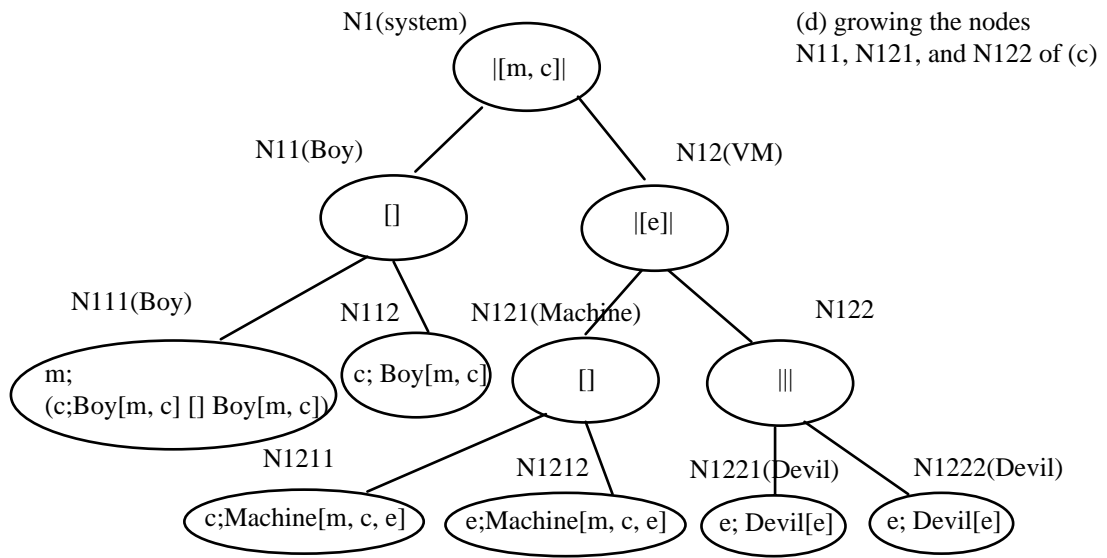 N1(system)
(d) growing the nodes
N11, N121, and N122 of (c)
|[m, c]|
N11(Boy)
N12(VM)
[]
|[e]|
N111(Boy)
N112
N121(Machine)
N122
m;
(c;Boy[m, c] [] Boy[m, c])
c; Boy[m, c]
[]
|||
N1211
N1212
N1221(Devil)
N1222(Devil)
c;Machine[m, c, e]
e;Machine[m, c, e]
e; Devil[e]
e; Devil[e]